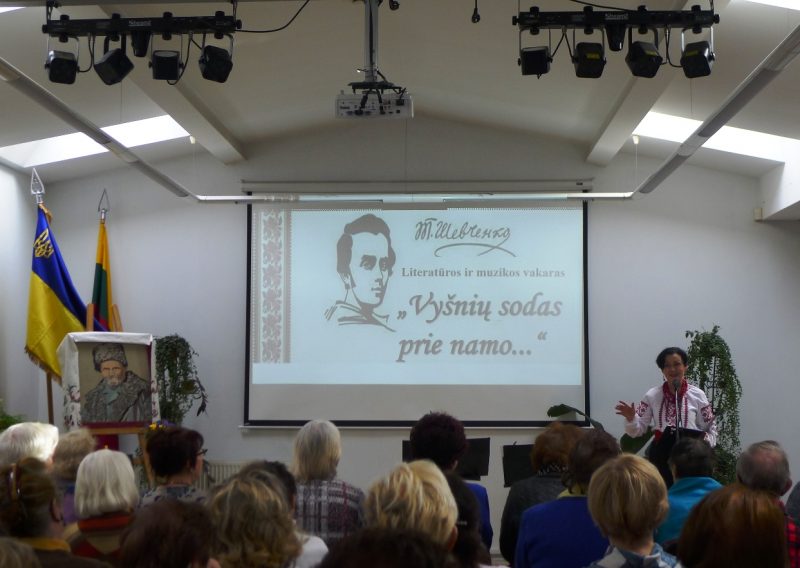 Т. Шевченко
Literatūros ir muzikos vakaras
„Vyšnių sodas
prie namo..."